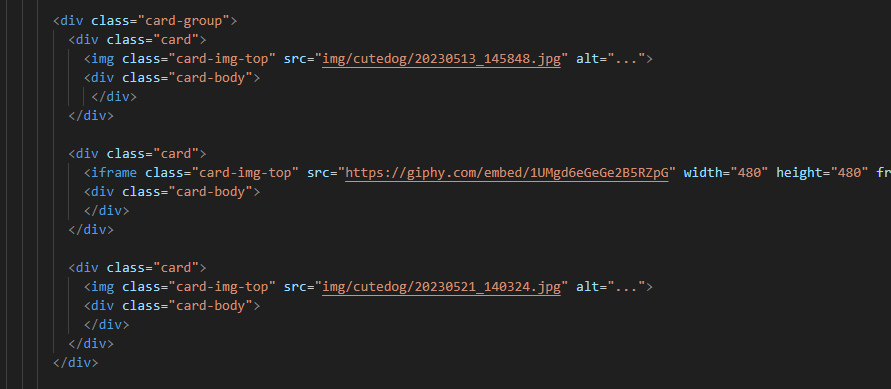 <div class="card-group">
<div class="card">
<img class="card-img-top" src="img/cutedog/20230513_145848.jpg" alt="...">
<div class="card-body">
</div>
</div>
<div class="card">
<iframe class="card-img-top" src="https://giphy.com/embed/1UMgd6eGeGe2B5RZpG" width="480" height="480" fr
<div class="card-body">
</div>
</div>
<div class="card">
<img class="card-img-top" src="img/cutedog/20230521_140324.jpg" alt="...">
<div class="card-body">
</div>
</div>
</div>